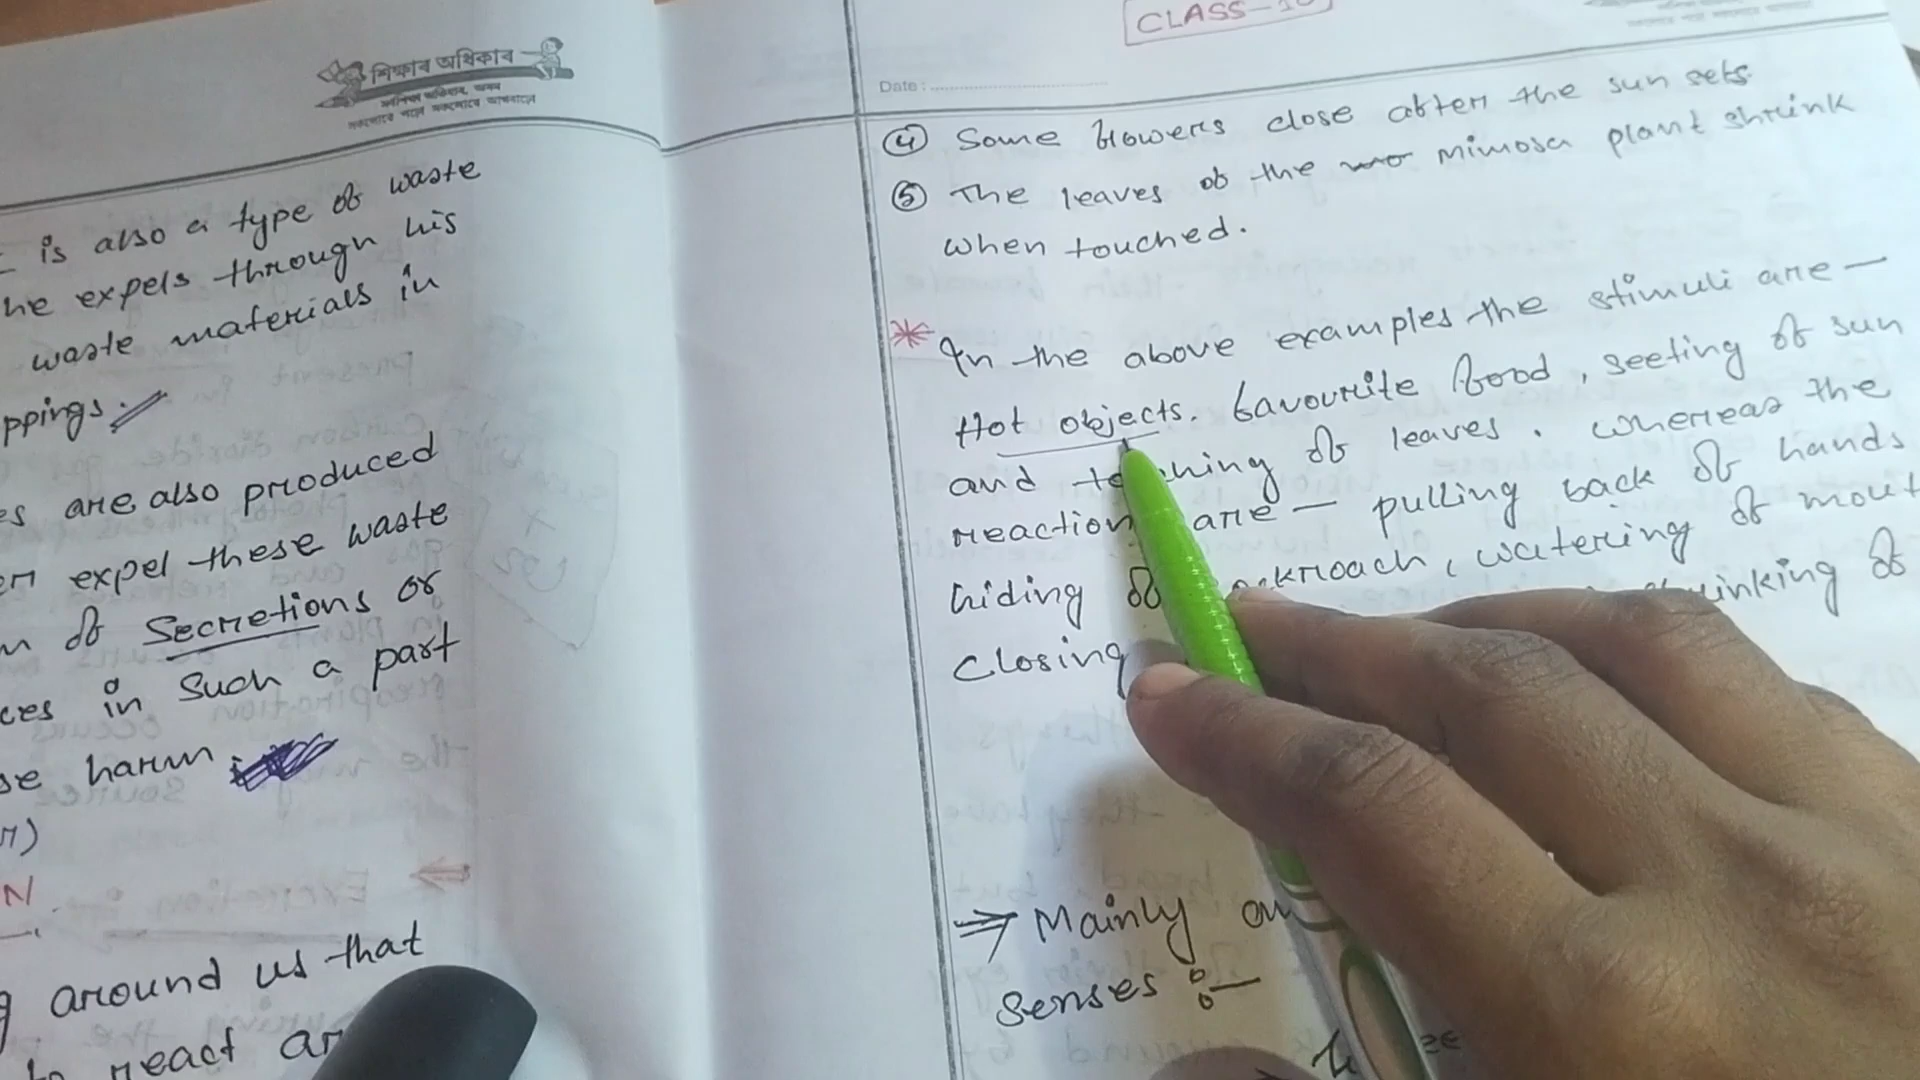 শিক্ষাৰ অধিকাৰ
is also a type of waste
he expels through his
waste materials in
ppings.
es are also produced
expel these waste
of Secretions or
ces in such a part
se harm
N
around us that
react
CLASS-10
Date :
④ Some flowers close after the sun sets.
⑤ The leaves of the mimosa plant shrink
when touched.
* In the above examples the stimuli are —
Hot objects. favourite food, seeting of sun
and touching of leaves. whereas the
reaction are — pulling back of hands
hiding of watering of
Closing shrinking of
⇒ Mainly
Senses :-